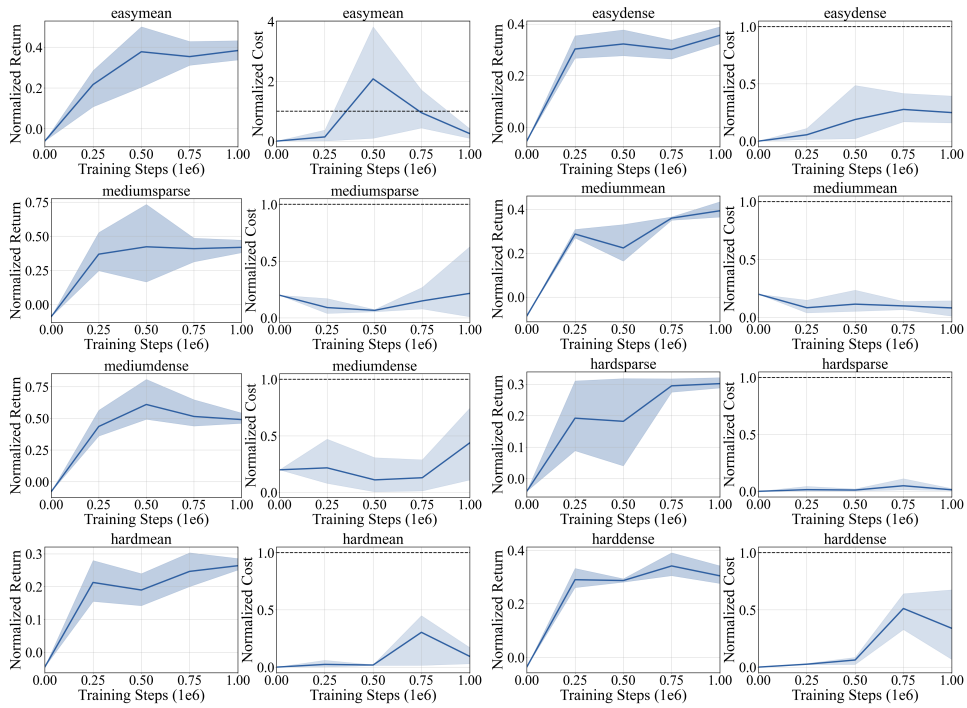 easymean
Normalized Return
0.4
0.2
0.0
0.00 0.25 0.50 0.75 1.00
Training Steps (1e6)
easymean
Normalized Cost
4
2
0
0.00 0.25 0.50 0.75 1.00
Training Steps (1e6)
easydense
Normalized Return
0.4
0.2
0.0
0.00 0.25 0.50 0.75 1.00
Training Steps (1e6)
easydense
Normalized Cost
1.0
0.5
0.0
0.00 0.25 0.50 0.75 1.00
Training Steps (1e6)
mediumsparse
Normalized Return
0.75
0.50
0.25
0.00
0.00 0.25 0.50 0.75 1.00
Training Steps (1e6)
mediumsparse
Normalized Cost
1.0
0.5
0.0
0.00 0.25 0.50 0.75 1.00
Training Steps (1e6)
mediummean
Normalized Return
0.4
0.2
0.0
0.00 0.25 0.50 0.75 1.00
Training Steps (1e6)
mediummean
Normalized Cost
1.0
0.5
0.0
0.00 0.25 0.50 0.75 1.00
Training Steps (1e6)
mediumdense
Normalized Return
0.75
0.50
0.25
0.00
0.00 0.25 0.50 0.75 1.00
Training Steps (1e6)
mediumdense
Normalized Cost
1.0
0.5
0.0
0.00 0.25 0.50 0.75 1.00
Training Steps (1e6)
hardsparse
Normalized Return
0.3
0.2
0.1
0.0
0.00 0.25 0.50 0.75 1.00
Training Steps (1e6)
hardsparse
Normalized Cost
1.0
0.5
0.0
0.00 0.25 0.50 0.75 1.00
Training Steps (1e6)
hardmean
Normalized Return
0.3
0.2
0.1
0.0
0.00 0.25 0.50 0.75 1.00
Training Steps (1e6)
hardmean
Normalized Cost
1.0
0.5
0.0
0.00 0.25 0.50 0.75 1.00
Training Steps (1e6)
harddense
Normalized Return
0.4
0.2
0.0
0.00 0.25 0.50 0.75 1.00
Training Steps (1e6)
harddense
Normalized Cost
1.0
0.5
0.0
0.00 0.25 0.50 0.75 1.00
Training Steps (1e6)